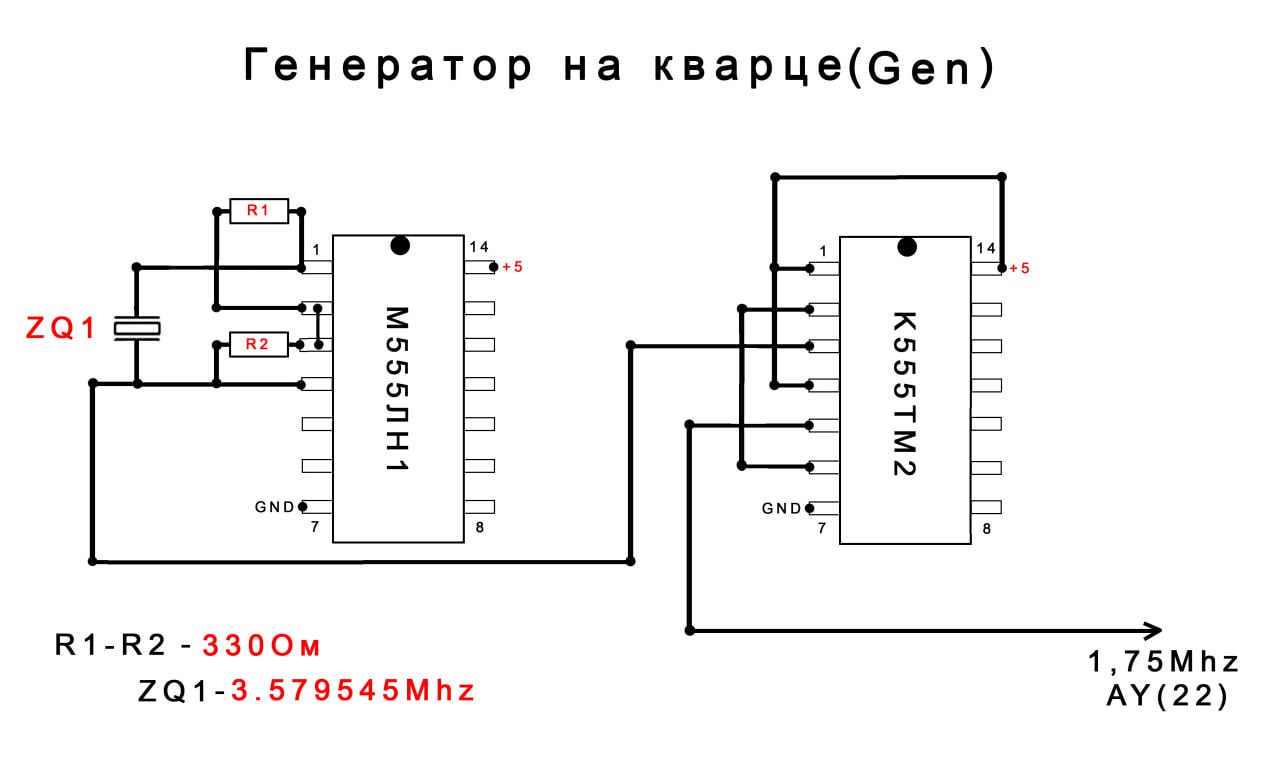 Генератор на кварце(Gen)
R1
1
14
+5
ZQ1
R2
М555ЛН1
GND
7
8
1
14
+5
К555ТМ2
GND
7
8
R1-R2 - 330Ом
ZQ1-3.579545Mhz
1,75Mhz
AY(22)